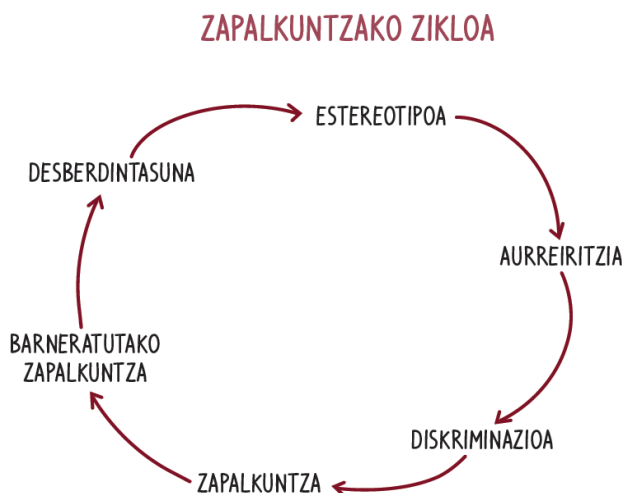 ZAPALKUNTZAKO ZIKLOA
ESTEREOTIPOA
DESBERDINTASUNA
AURREIRITZIA
BARNERATUTAKO
ZAPALKUNTZA
DISKRIMINAZIOA
ZAPALKUNTZA